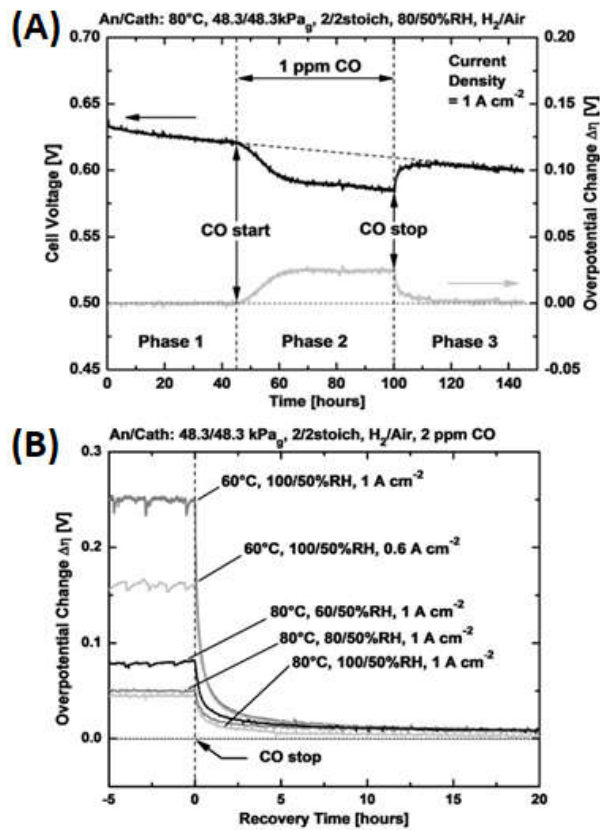 (A)
An/Cath: 80°C, 48.3/48.3kPa₉, 2/2stoich, 80/50%RH, H₂/Air
0.70
0.65
0.60
0.55
0.50
0.45
Cell Voltage [V]
1 ppm CO
Current
Density
= 1 A cm⁻²
CO start
CO stop
Phase 1
Phase 2
Phase 3
0.20
0.15
0.10
0.05
0.00
-0.05
Overpotential Change Δη [V]
0
20
40
60
80
100
120
140
Time [hours]
(B)
An/Cath: 48.3/48.3 kPa₉, 2/2stoich, H₂/Air, 2 ppm CO
0.3
0.2
0.1
0.0
Overpotential Change Δη [V]
60°C, 100/50%RH, 1 A cm⁻²
60°C, 100/50%RH, 0.6 A cm⁻²
80°C, 60/50%RH, 1 A cm⁻²
80°C, 80/50%RH, 1 A cm⁻²
80°C, 100/50%RH, 1 A cm⁻²
CO stop
-5
0
5
10
15
20
Recovery Time [hours]